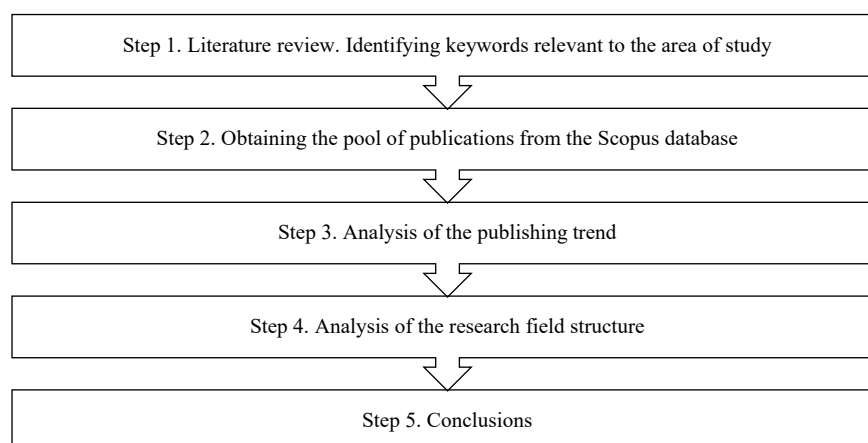 Step 1. Literature review. Identifying keywords relevant to the area of study
Step 2. Obtaining the pool of publications from the Scopus database
Step 3. Analysis of the publishing trend
Step 4. Analysis of the research field structure
Step 5. Conclusions